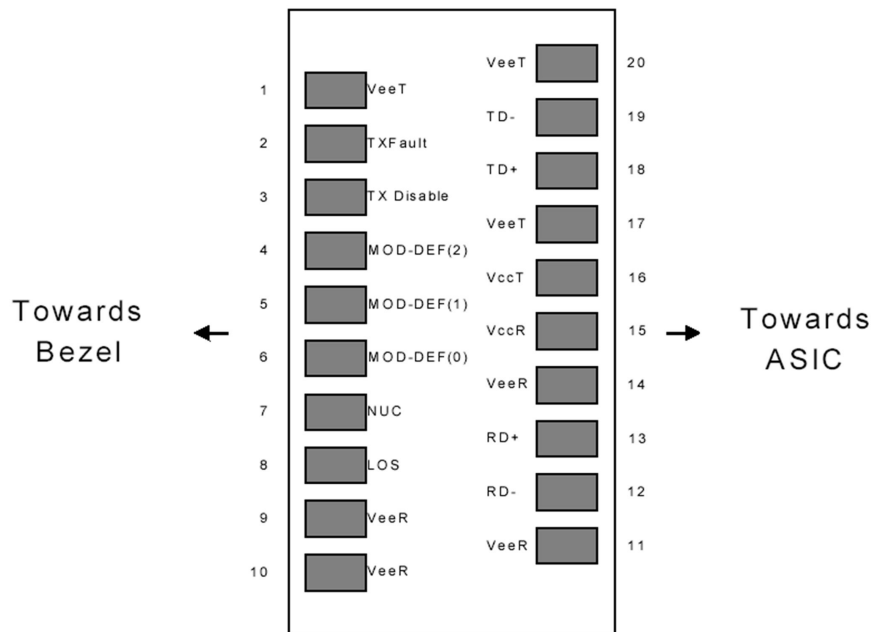 VeeT 20
1 VeeT
TD- 19
2 TXFault
TD+ 18
3 TX Disable
VeeT 17
4 MOD-DEF(2)
VccT 16
5 MOD-DEF(1)
VccR 15
6 MOD-DEF(0)
VeeR 14
7 NUC
RD+ 13
8 LOS
RD- 12
9 VeeR
VeeR 11
10 VeeR
Towards
Bezel
Towards
ASIC